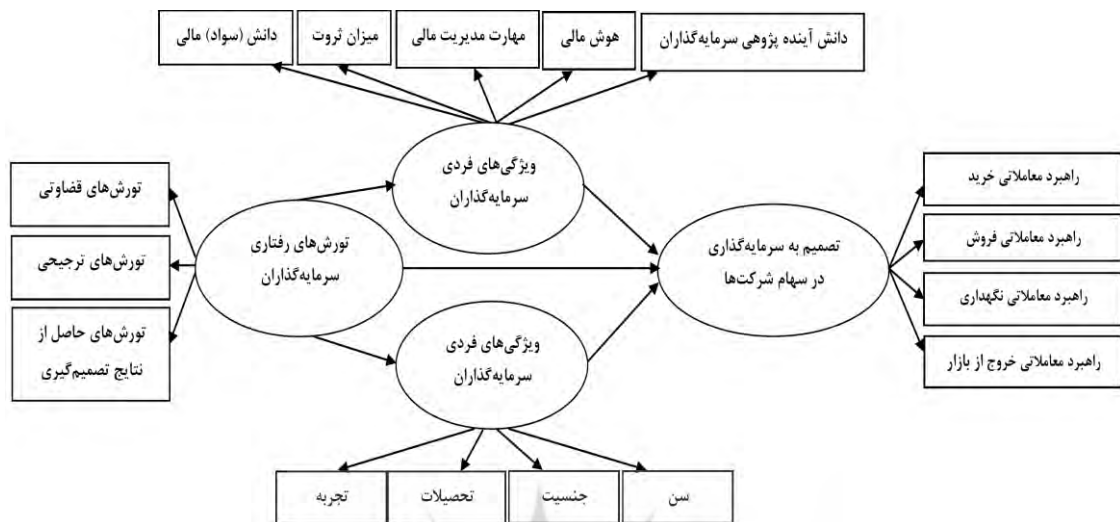 دانش آینده پژوهی سرمایه‌گذاران
هوش مالی
مهارت مدیریت مالی
میزان ثروت
دانش (سواد) مالی
ویژگی‌های فردی
سرمایه‌گذاران
راهبرد معاملاتی خرید
راهبرد معاملاتی فروش
راهبرد معاملاتی نگهداری
راهبرد معاملاتی خروج از بازار
تصمیم به سرمایه‌گذاری
در سهام شرکت‌ها
تورش‌های رفتاری
سرمایه‌گذاران
تورش‌های قضاوتی
تورش‌های ترجیحی
تورش‌های حاصل از
نتایج تصمیم‌گیری
ویژگی‌های فردی
سرمایه‌گذاران
سن
جنسیت
تحصیلات
تجربه